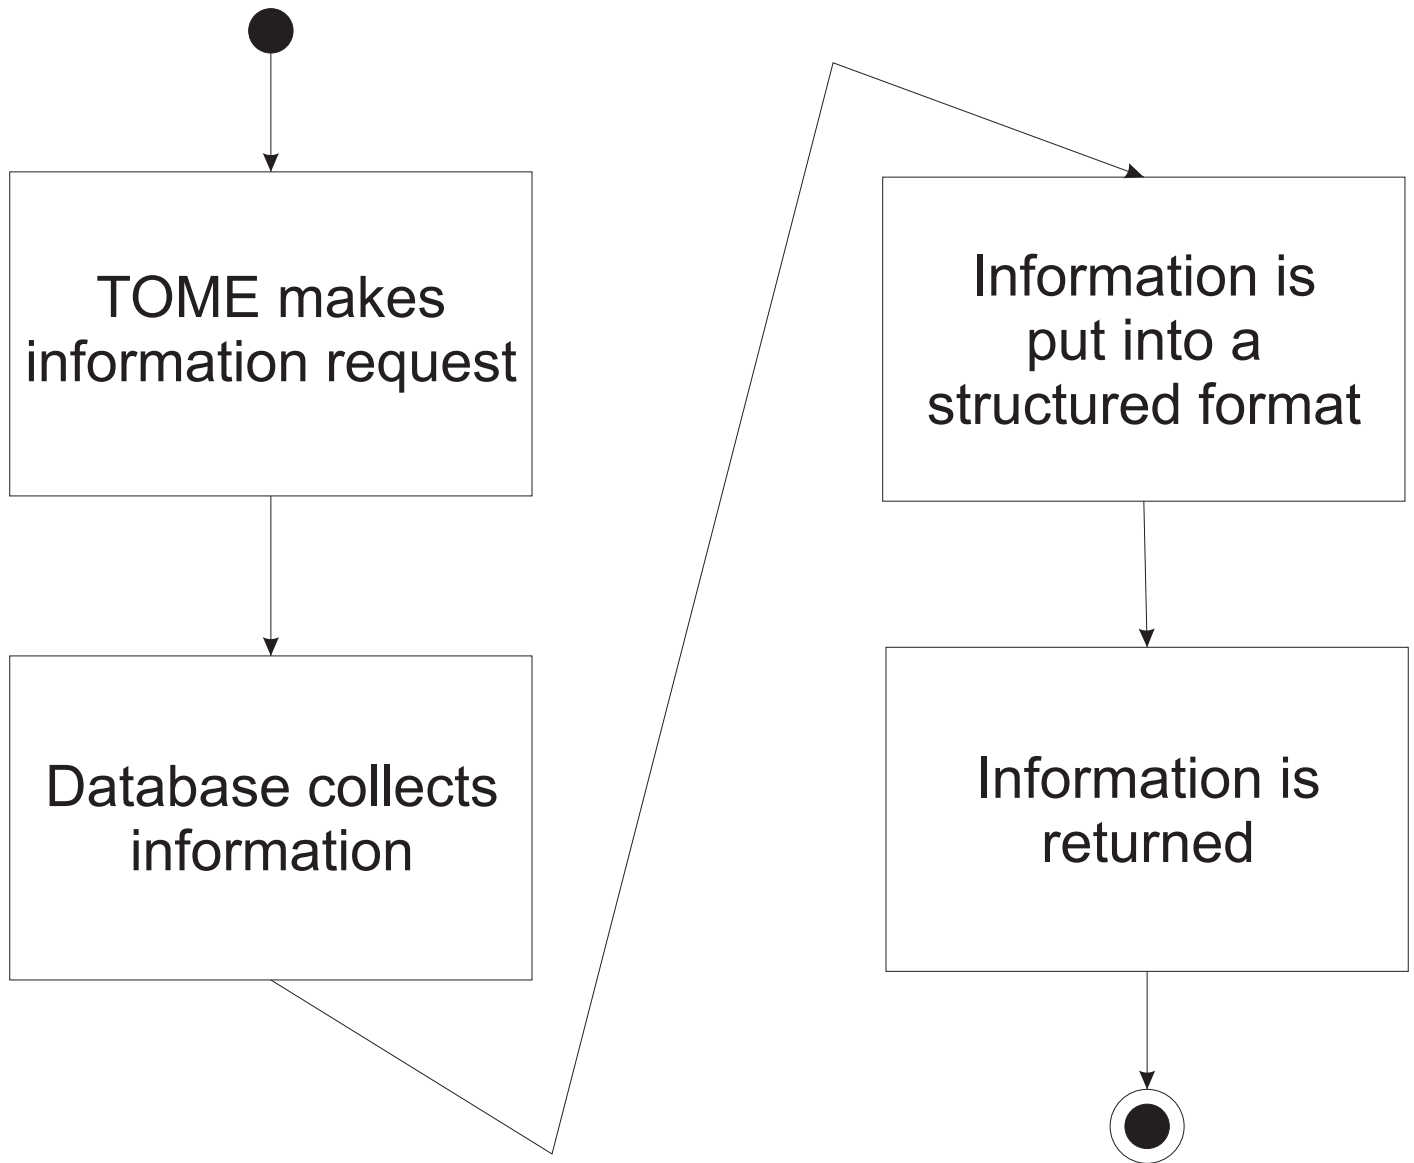 TOME makes
information request
Database collects
information
Information is
put into a
structured format
Information is
returned